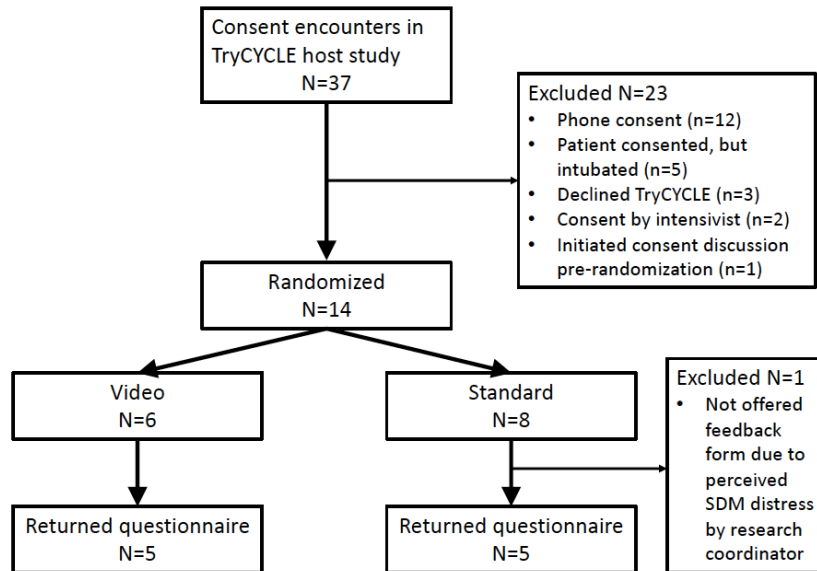 Consent encounters in
TryCYCLE host study
N=37
Excluded N=23
• Phone consent (n=12)
• Patient consented, but
intubated (n=5)
• Declined TryCYCLE (n=3)
• Consent by intensivist (n=2)
• Initiated consent discussion
pre-randomization (n=1)
Randomized
N=14
Video
N=6
Standard
N=8
Excluded N=1
• Not offered
feedback
form due to
perceived
SDM distress
by research
coordinator
Returned questionnaire
N=5
Returned questionnaire
N=5